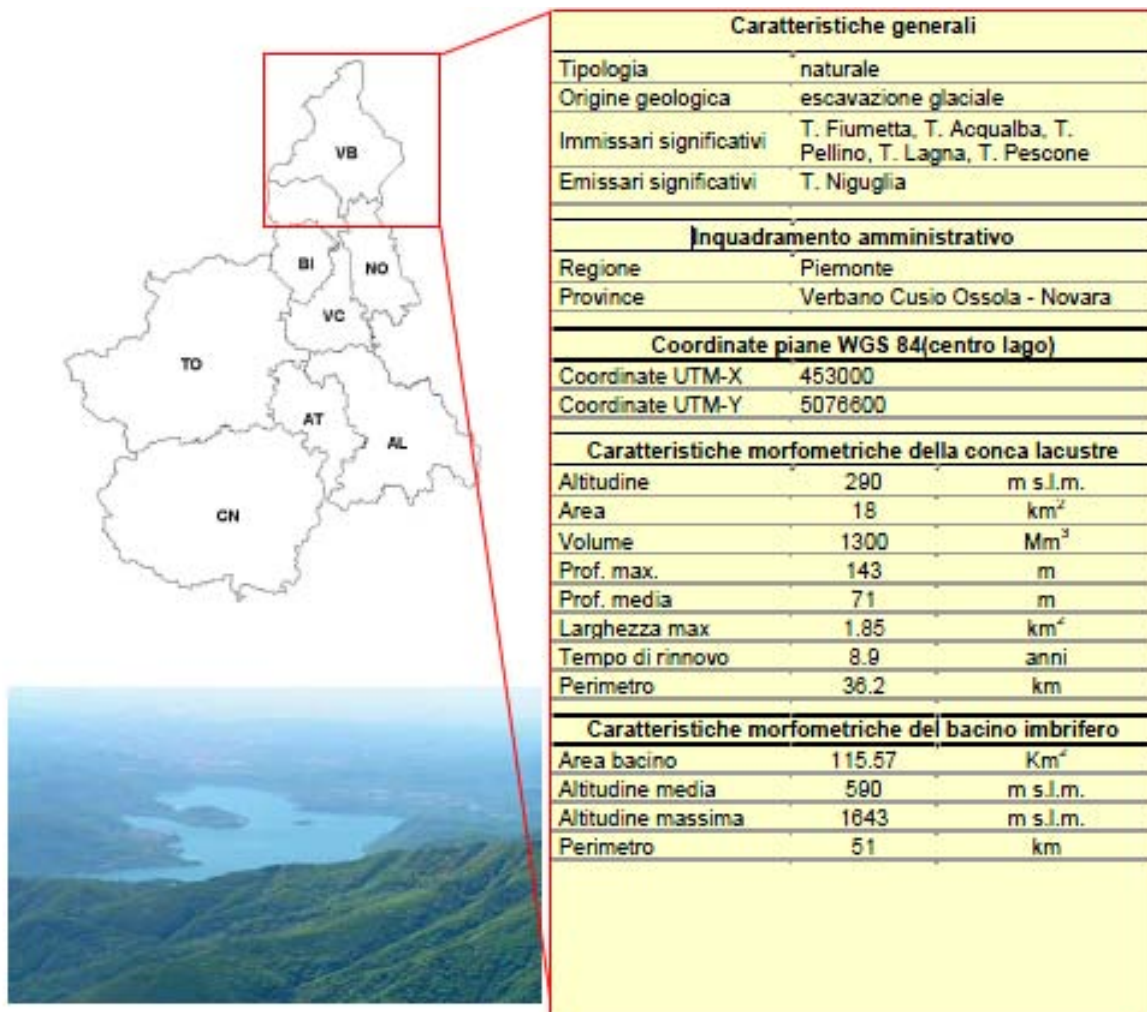 VB
BI
NO
VC
TO
AT
AL
CN
Caratteristiche generali
Tipologia naturale
Origine geologica escavazione glaciale
Immissari significativi T. Fiumetta, T. Acqualba, T.
Pellino, T. Lagna, T. Pescone
Emissari significativi T. Niguglia
Inquadramento amministrativo
Regione Piemonte
Province Verbano Cusio Ossola - Novara
Coordinate piane WGS 84(centro lago)
Coordinate UTM-X 453000
Coordinate UTM-Y 5076600
Caratteristiche morfometriche della conca lacustre
Altitudine 290 m s.l.m.
Area 18 km²
Volume 1300 Mm³
Prof. max. 143 m
Prof. media 71 m
Larghezza max 1.85 km²
Tempo di rinnovo 8.9 anni
Perimetro 36.2 km
Caratteristiche morfometriche del bacino imbrifero
Area bacino 115.57 Km²
Altitudine media 590 m s.l.m.
Altitudine massima 1643 m s.l.m.
Perimetro 51 km